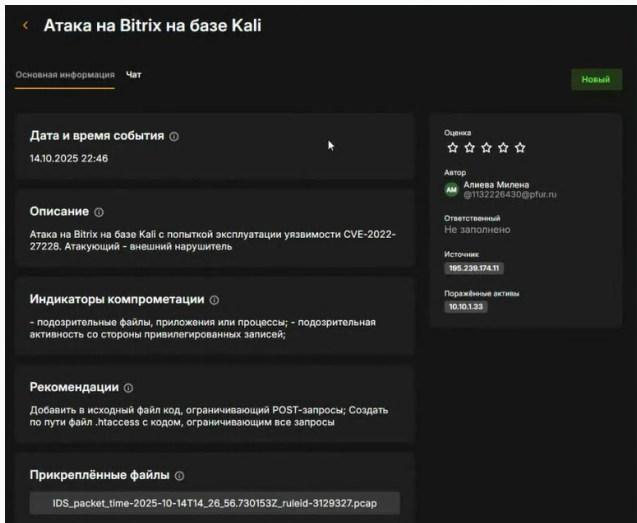 Атака на Bitrix на базе Kali
Основная информация Чат
Новый
Дата и время события
14.10.2025 22:46
Описание
Атака на Bitrix на базе Kali с попыткой эксплуатации уязвимости CVE-2022-
27228. Атакующий - внешний нарушитель
Индикаторы компрометации
- подозрительные файлы, приложения или процессы; - подозрительная
активность со стороны привилегированных записей;
Рекомендации
Добавить в исходный файл код, ограничивающий POST-запросы; Создать
по пути файл .htaccess с кодом, ограничивающим все запросы
Прикреплённые файлы
IDS_packet_time-2025-10-14T14_26_56.730153Z_ruleid-3129327.pcap
Оценка
Автор
АМ
Алиева Милена
@1132226430@pfur.ru
Ответственный
Не заполнено
Источник
195.239.174.11
Поражённые активы
10.10.1.33